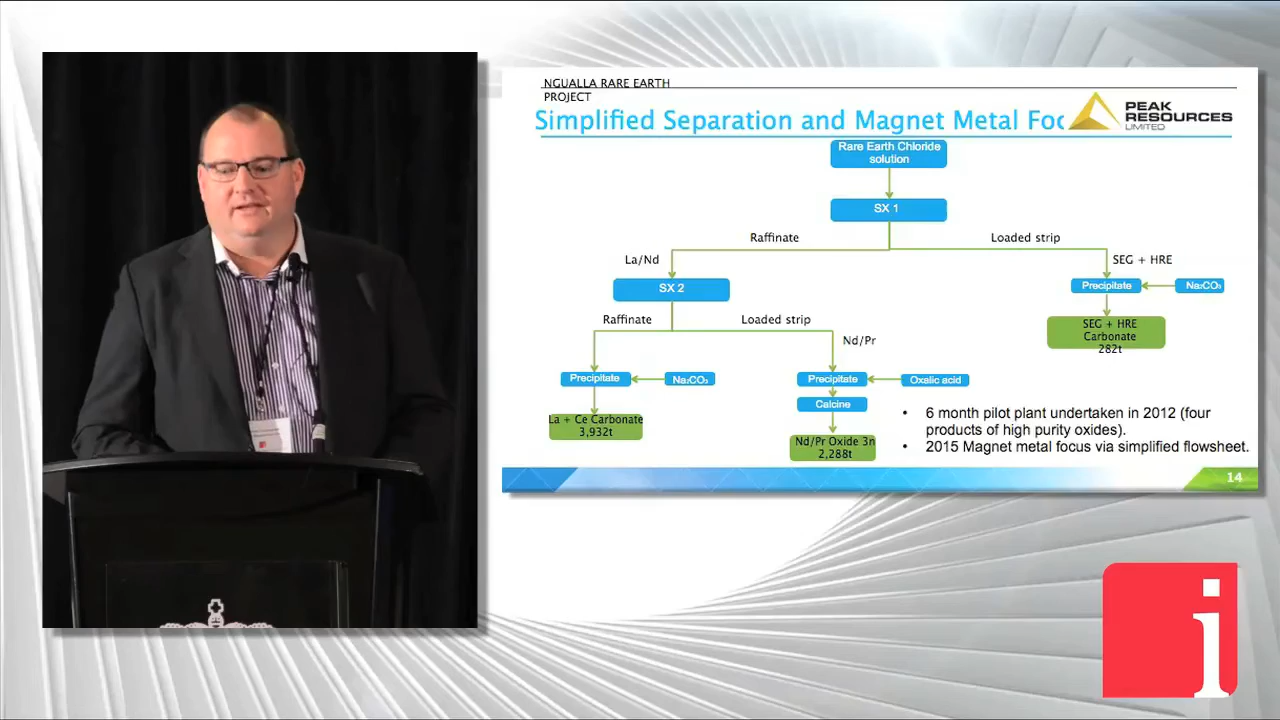 NGUALLA RARE EARTH
PROJECT
Simplified Separation and Magnet Metal Foc
PEAK
RESOURCES
LIMITED
Rare Earth Chloride
solution
SX 1
Raffinate
Loaded strip
La/Nd
SEG + HRE
SX 2
Precipitate
Na₂CO₃
Raffinate
Loaded strip
SEG + HRE
Carbonate
282t
Nd/Pr
Precipitate
Na₂CO₃
Precipitate
Oxalic acid
Calcine
La + Ce Carbonate
3,932t
Nd/Pr Oxide 3n
2,288t
• 6 month pilot plant undertaken in 2012 (four
products of high purity oxides).
• 2015 Magnet metal focus via simplified flowsheet.
14
i